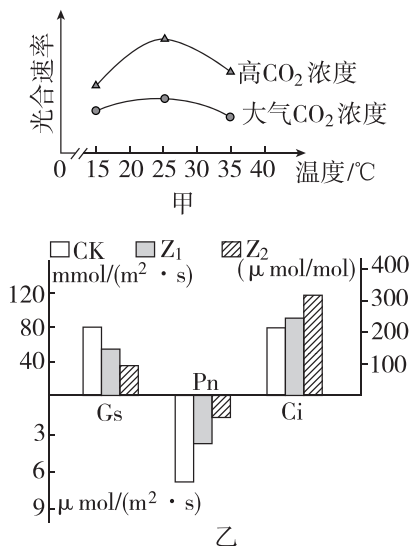 光合速率
高CO₂浓度
大气CO₂浓度
0 15 25 35 40 温度/℃
甲
CK Z₁ Z₂
mmol/(m²·s) (μmol/mol)
120
80
40
400
300
200
100
Gs Pn Ci
3
6
9
μmol/(m²·s)
乙